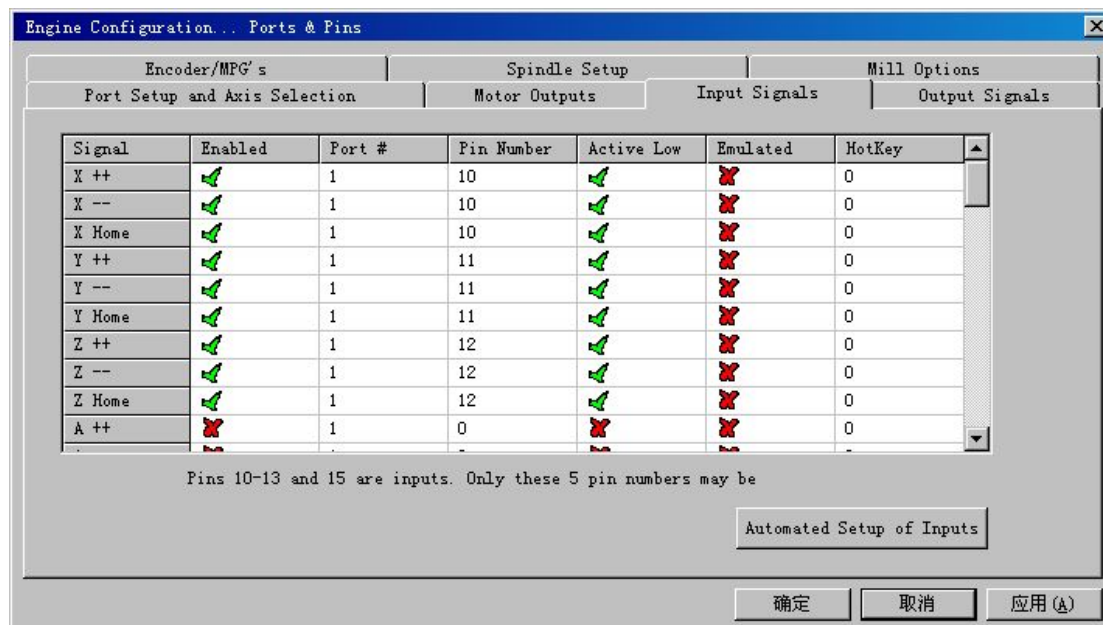 Engine Configuration... Ports & Pins
Encoder/MPG's Spindle Setup Mill Options
Port Setup and Axis Selection Motor Outputs Input Signals Output Signals
Signal Enabled Port # Pin Number Active Low Emulated HotKey
X ++ 1 10 0
X -- 1 10 0
X Home 1 10 0
Y ++ 1 11 0
Y -- 1 11 0
Y Home 1 11 0
Z ++ 1 12 0
Z -- 1 12 0
Z Home 1 12 0
A ++ 1 0 0
Pins 10-13 and 15 are inputs. Only these 5 pin numbers may be
Automated Setup of Inputs
确定 取消 应用(A)